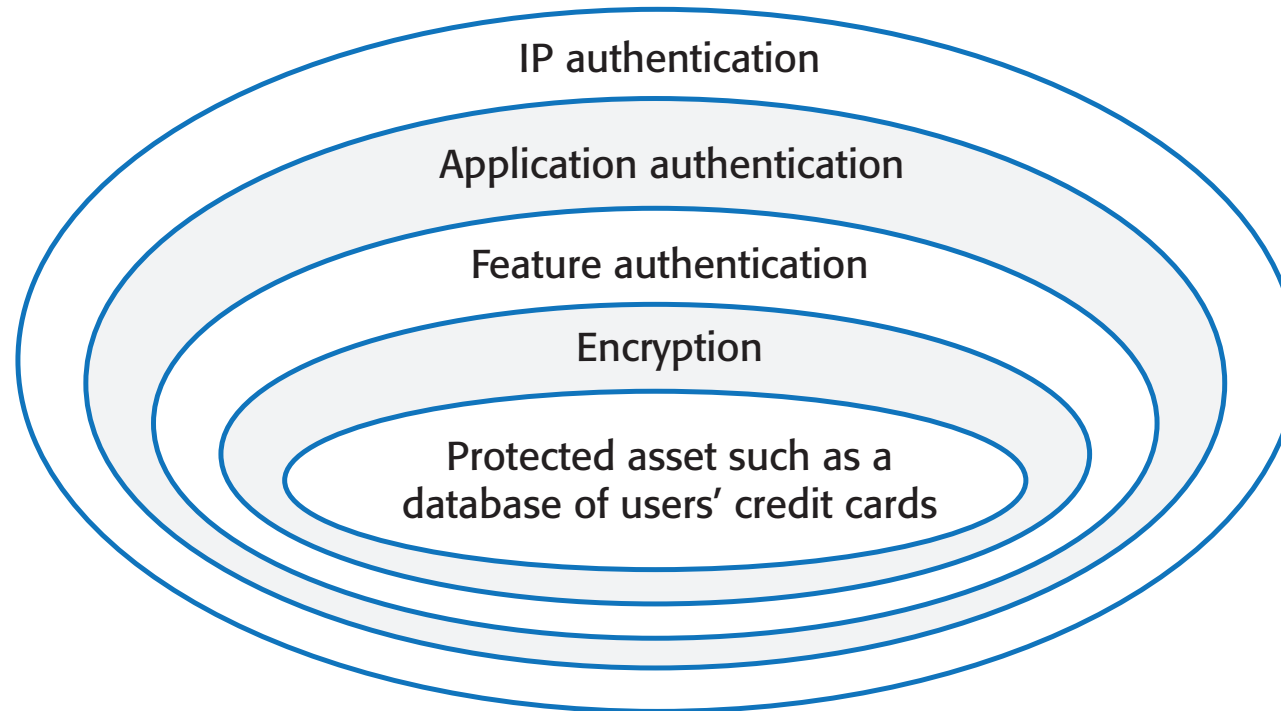 IP authentication
Application authentication
Feature authentication
Encryption
Protected asset such as a
database of users’ credit cards